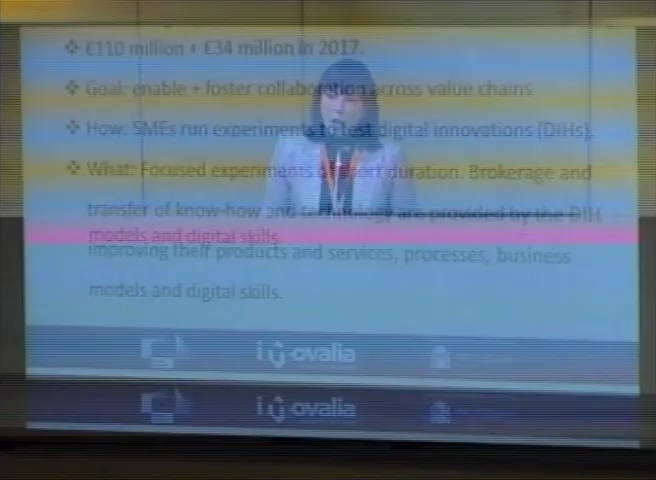 ❖ €110 million + €34 million in 2017.
❖ Goal: enable + foster collaboration across value chains
❖ How: SMEs run experiments to test digital innovations (DIHs).
❖ What: Focused experiments of short duration. Brokerage and
transfer of know-how and technology are provided by the DIH
models and digital skills.
improving their products and services, processes, business
models and digital skills.
ovalia
ovalia